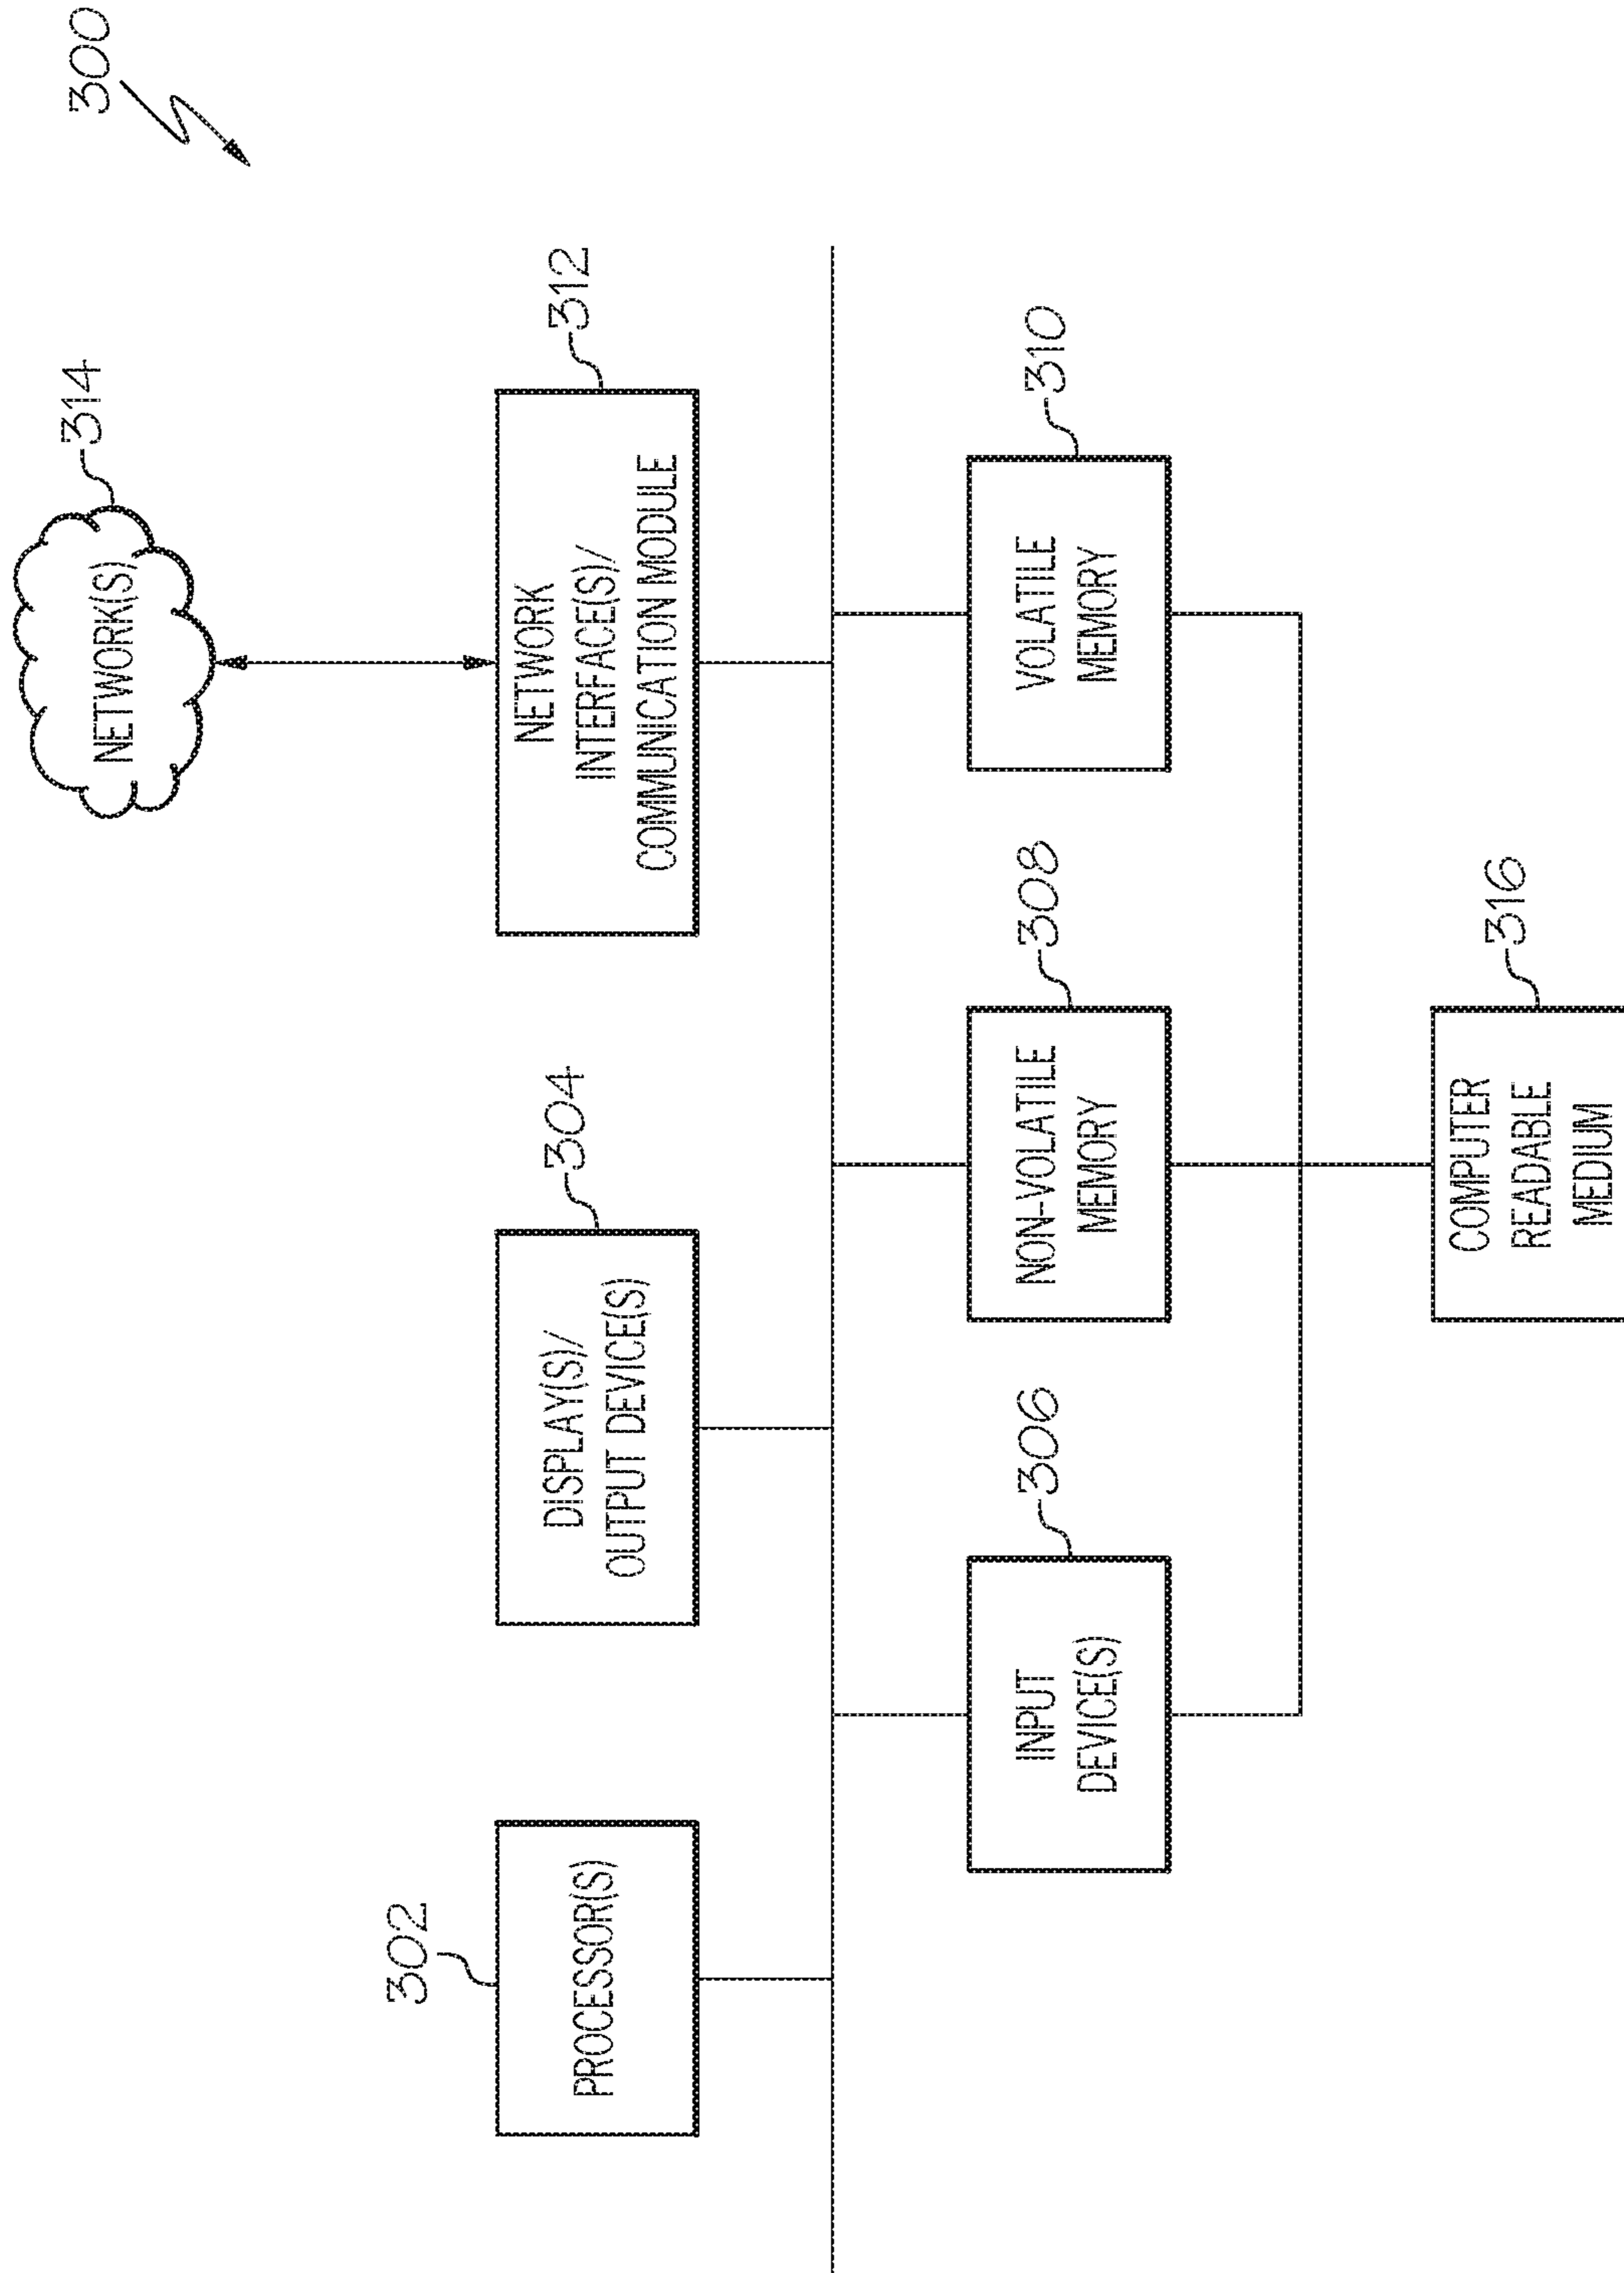 300
314
NETWORK(S)
302
304
312
PROCESSOR(S)
DISPLAY(S)/
OUTPUT DEVICE(S)
NETWORK
INTERFACE(S)/
COMMUNICATION MODULE
306
308
310
INPUT
DEVICE(S)
NON-VOLATILE
MEMORY
VOLATILE
MEMORY
316
COMPUTER
READABLE
MEDIUM